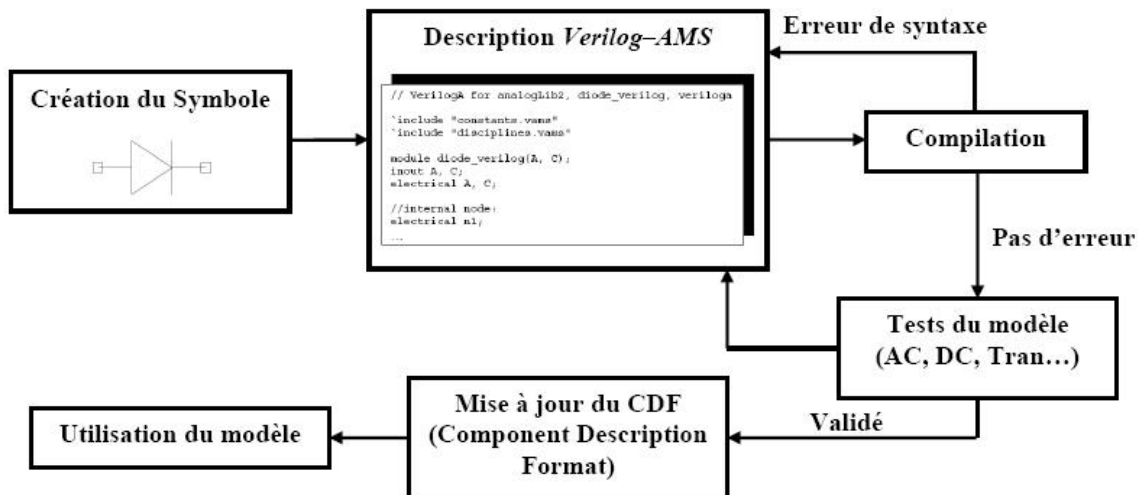 Création du Symbole
Description Verilog–AMS
// VerilogA for analogLib2, diode_verilog, veriloga
`include "constants.vams"
`include "disciplines.vams"
module diode_verilog(A, C);
inout A, C;
electrical A, C;
//internal node:
electrical n1;
...
Erreur de syntaxe
Compilation
Pas d’erreur
Tests du modèle
(AC, DC, Tran…)
Validé
Mise à jour du CDF
(Component Description
Format)
Utilisation du modèle